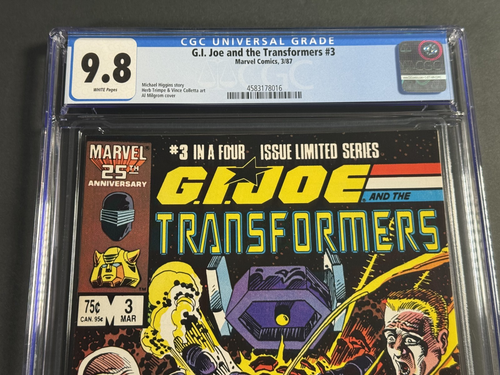 CGC UNIVERSAL GRADE
9.8
WHITE Pages
G.I. Joe and the Transformers #3
Marvel Comics, 3/87
Michael Higgins story
Herb Trimpe & Vince Colletta art
Al Milgrom cover
4583178016
CGC
MARVEL
25TH
ANNIVERSARY
#3 IN A FOUR ISSUE LIMITED SERIES
G.I.JOE
AND THE
TRANSFORMERS
75¢
CAN. 95¢
M
3
MAR